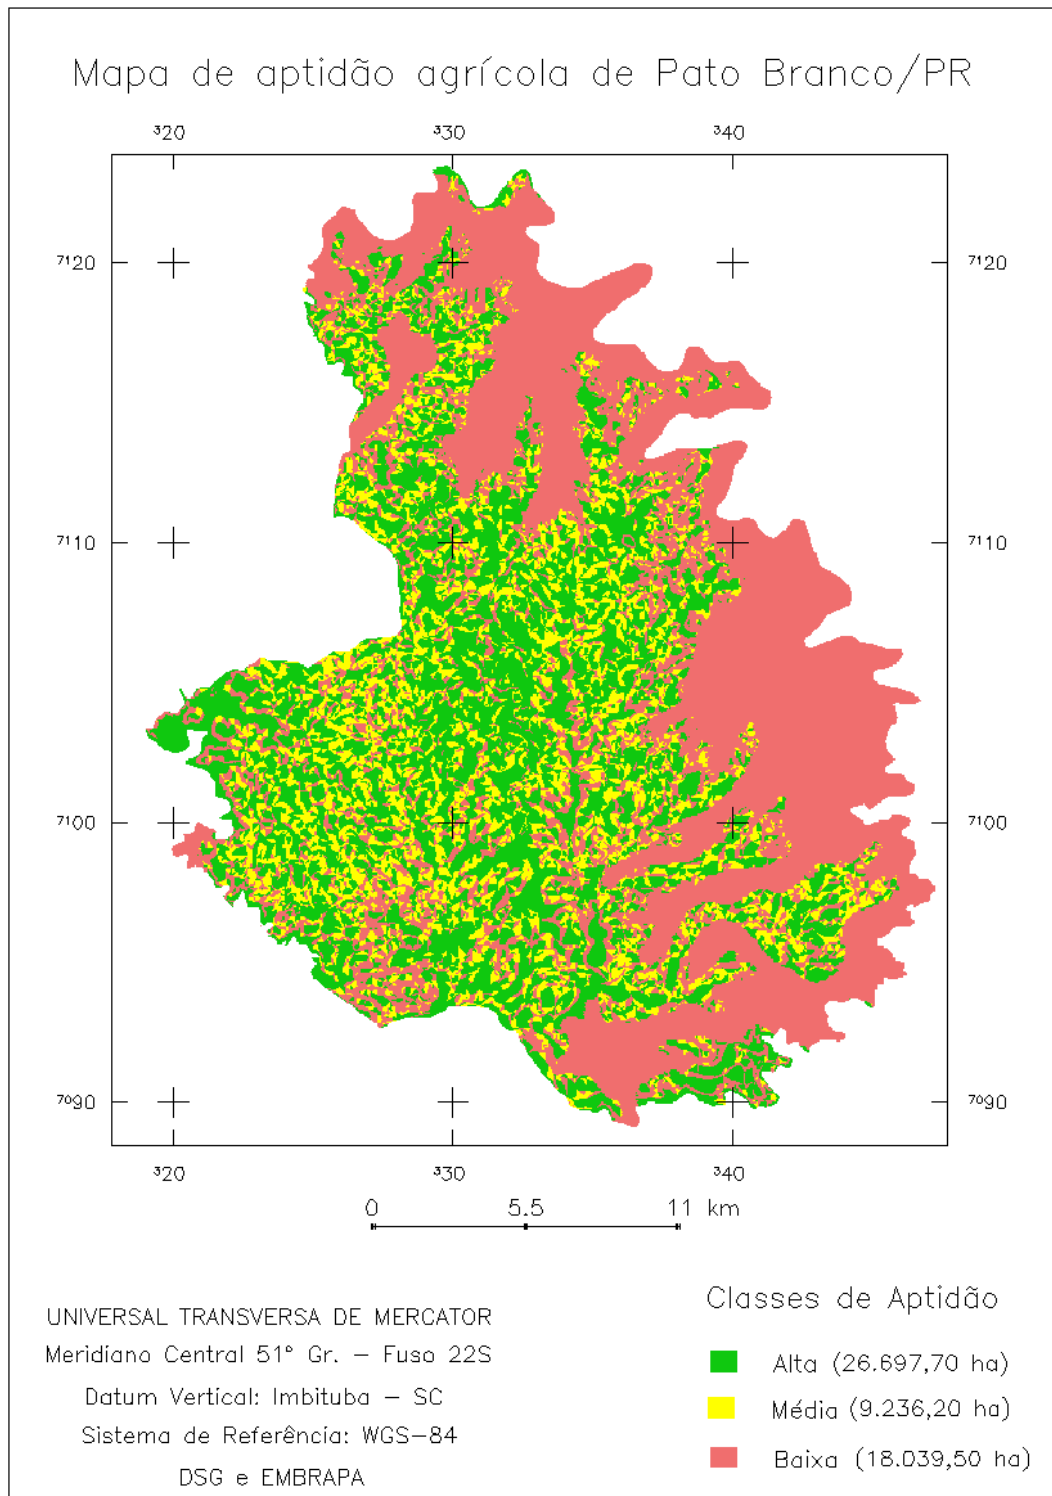 Mapa de aptidão agrícola de Pato Branco/PR
³20 ³30 ³40
7120 7120
7110 7110
7100 7100
7⁰90 7⁰90
³20 ³30 ³40
0 5.5 11 km
Classes de Aptidão
Alta (26.697,70 ha)
Média (9.236,20 ha)
Baixa (18.039,50 ha)
UNIVERSAL TRANSVERSA DE MERCATOR
Meridiano Central 51° Gr. – Fuso 22S
Datum Vertical: Imbituba – SC
Sistema de Referência: WGS–84
DSG e EMBRAPA